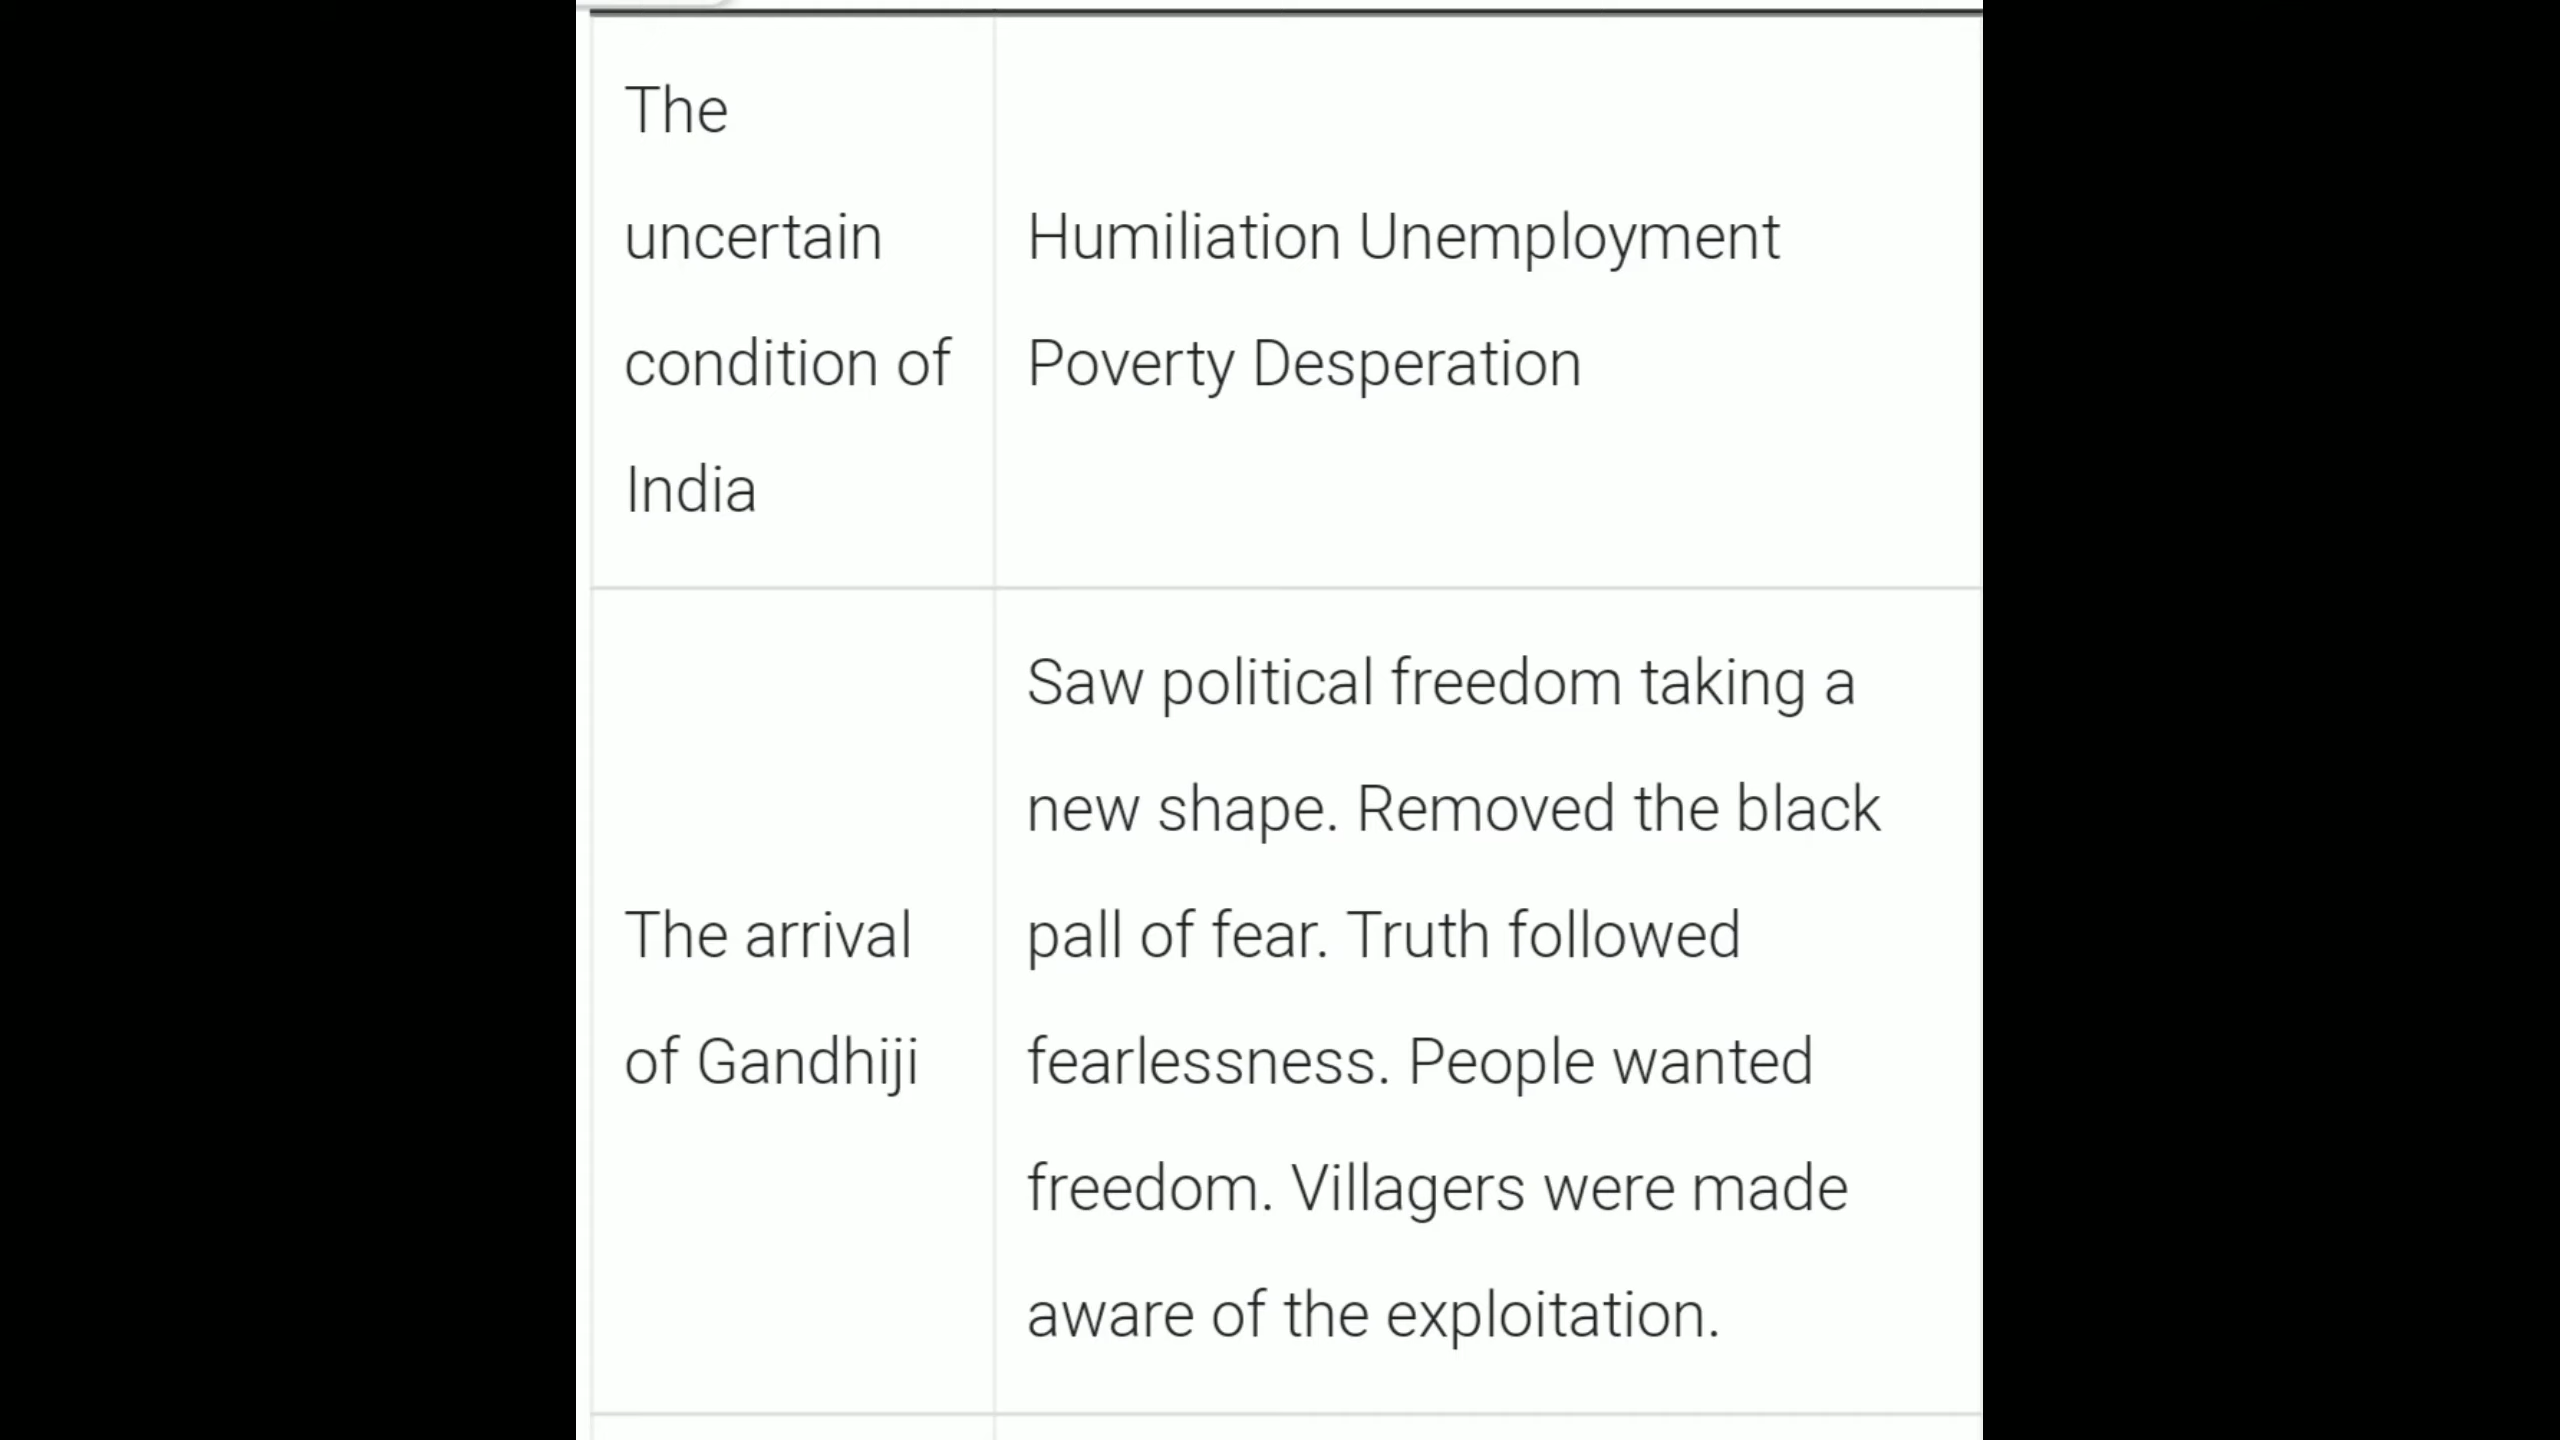 The
uncertain
condition of
India
Humiliation Unemployment
Poverty Desperation
The arrival
of Gandhiji
Saw political freedom taking a
new shape. Removed the black
pall of fear. Truth followed
fearlessness. People wanted
freedom. Villagers were made
aware of the exploitation.